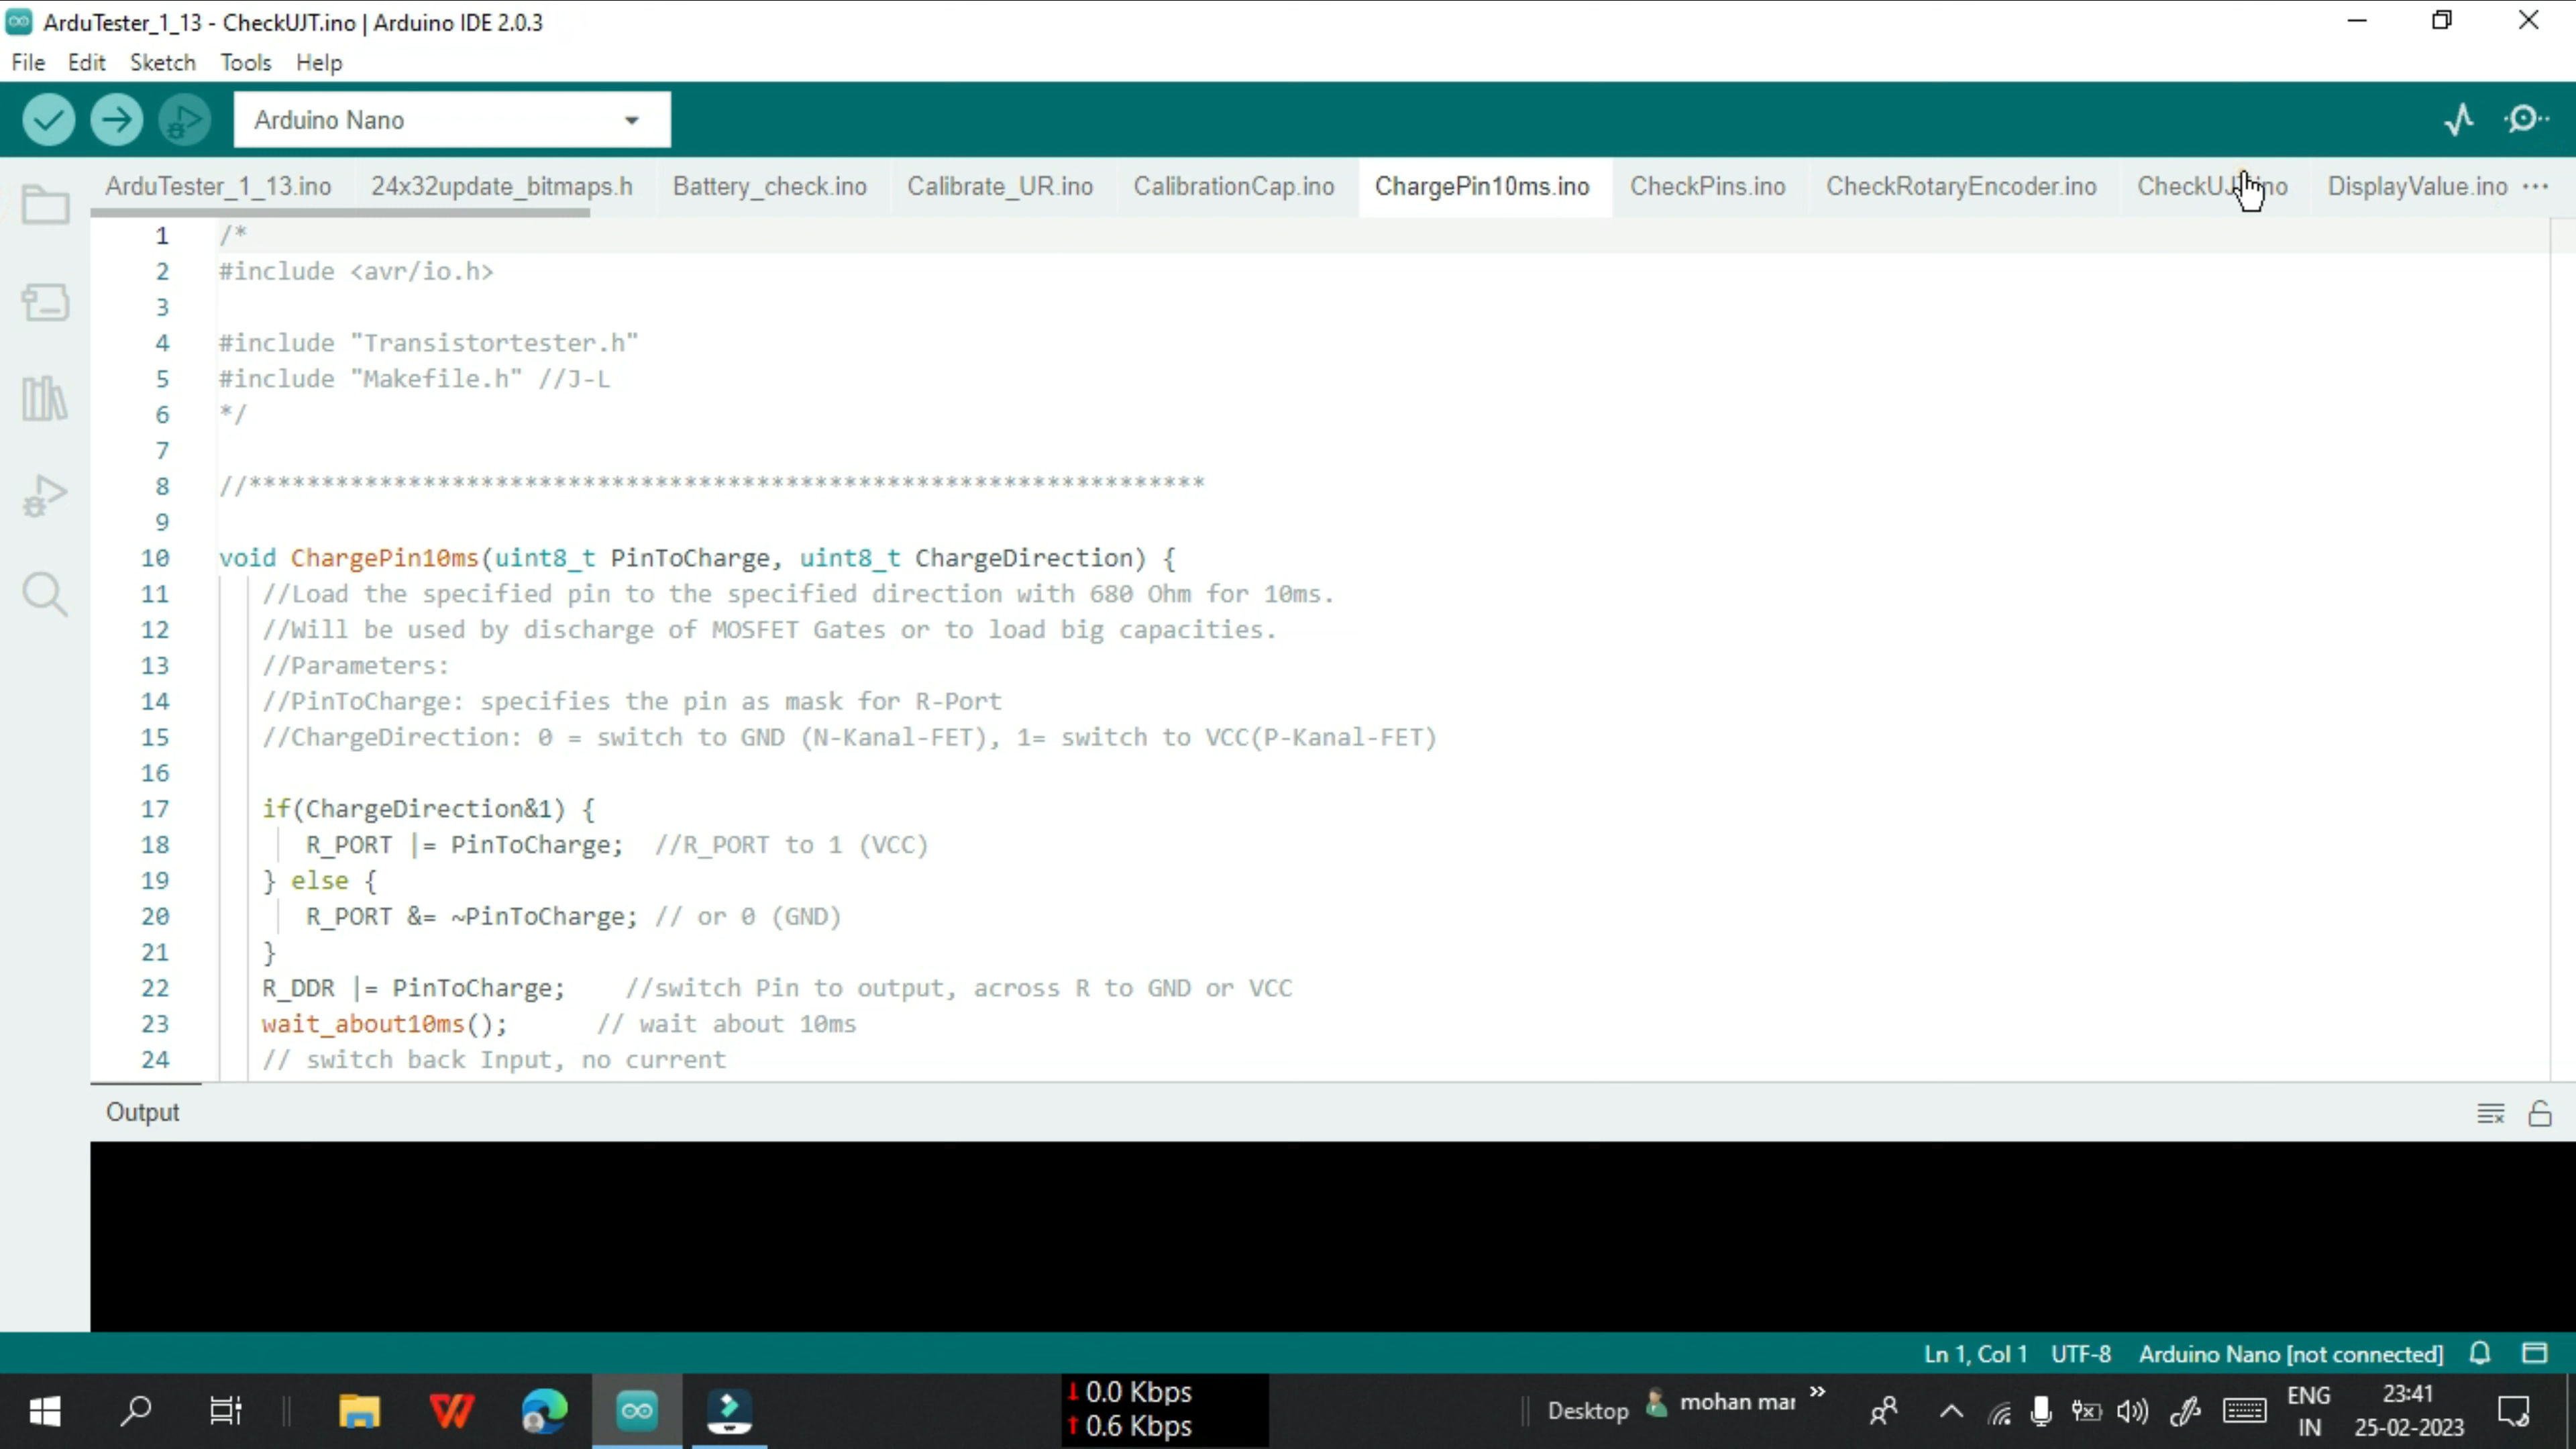 ArduTester_1_13 - CheckUJT.ino | Arduino IDE 2.0.3
File Edit Sketch Tools Help
Arduino Nano
ArduTester_1_13.ino 24x32update_bitmaps.h Battery_check.ino Calibrate_UR.ino CalibrationCap.ino ChargePin10ms.ino CheckPins.ino CheckRotaryEncoder.ino CheckUJT.ino DisplayValue.ino ...
1 /*
2 #include <avr/io.h>
3
4 #include "Transistortester.h"
5 #include "Makefile.h" //J-L
6 */
7
8 //******************************************************************
9
10 void ChargePin10ms(uint8_t PinToCharge, uint8_t ChargeDirection) {
11 //Load the specified pin to the specified direction with 680 Ohm for 10ms.
12 //Will be used by discharge of MOSFET Gates or to load big capacities.
13 //Parameters:
14 //PinToCharge: specifies the pin as mask for R-Port
15 //ChargeDirection: 0 = switch to GND (N-Kanal-FET), 1= switch to VCC(P-Kanal-FET)
16
17 if(ChargeDirection&1) {
18 R_PORT |= PinToCharge; //R_PORT to 1 (VCC)
19 } else {
20 R_PORT &= ~PinToCharge; // or 0 (GND)
21 }
22 R_DDR |= PinToCharge; //switch Pin to output, across R to GND or VCC
23 wait_about10ms(); // wait about 10ms
24 // switch back Input, no current
Output
Ln 1, Col 1 UTF-8 Arduino Nano [not connected]
0.0 Kbps
0.6 Kbps
Desktop mohan mar »
ENG
IN
23:41
25-02-2023